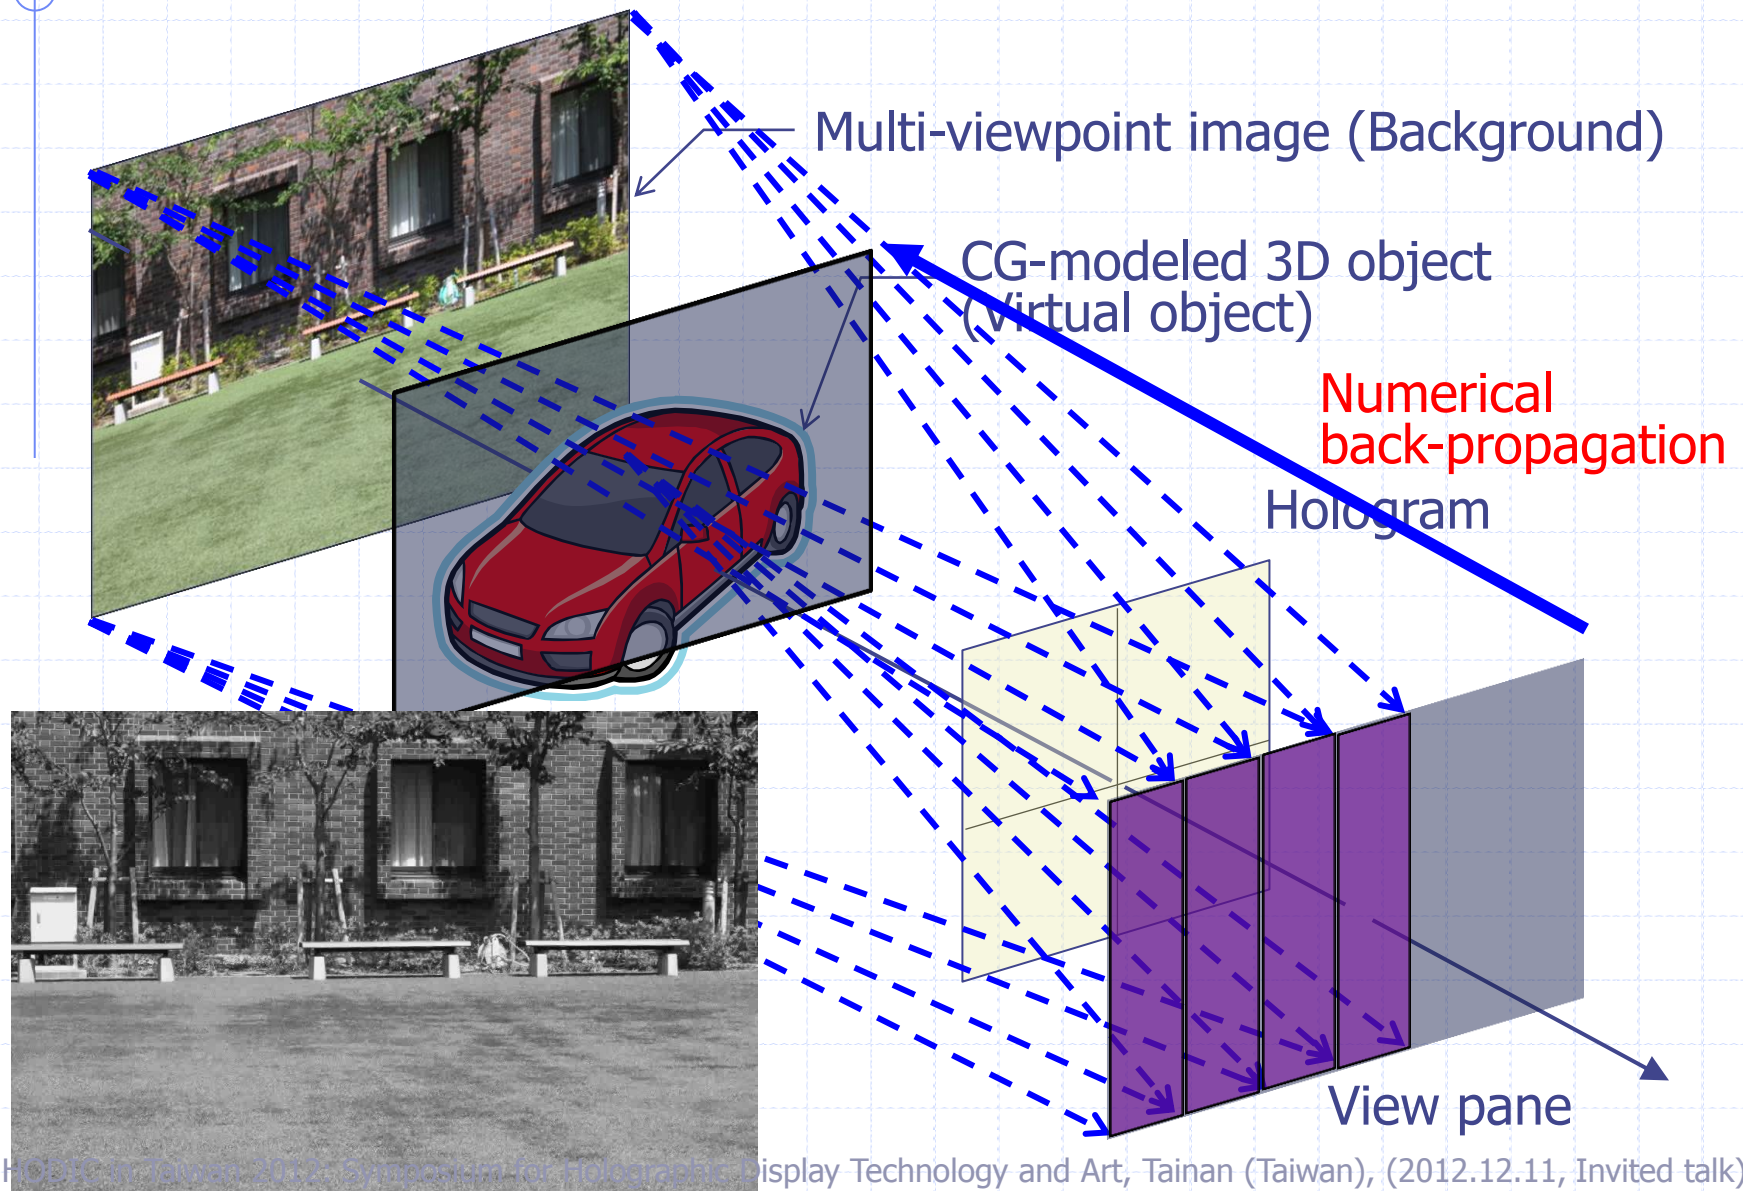 Multi-viewpoint image (Background)
CG-modeled 3D object
(Virtual object)
Numerical
back-propagation
Hologram
View pane
HODIC in Taiwan 2012: Symposium for Holographic Display Technology and Art, Tainan (Taiwan), (2012.12.11, Invited talk)